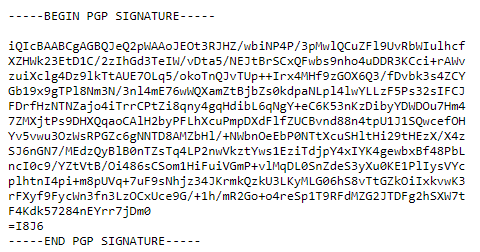 -----BEGIN PGP SIGNATURE-----

iQIcBAABCgAGBQJeQ2pWAAoJEOt3RJHZ/wbiNP4P/3pMwlQCuZFl9UvRbWIulhcf
XZHWk23EtD1C/2zIhGd3TeIW/vDta5/NEJtBrSCxQFwbs9nho4uDDR3KCci+rAWv
zuiXclg4Dz9lkTtAUE7OLq5/okoTnQJvTUp++Irx4MHf9zGOX6Q3/fDvbk3s4ZCY
Gb19x9gTPl8Nm3N/3nl4mE76wWQXamZtBjbZs0kdpaNLpl4lwYLLzF5Ps32sIFCJ
FDrfHzNTNZajo4iTrrCPtZi8qny4gqHdibL6qNgY+eC6K53nKzDibyYDWDOu7Hm4
7ZMXjtPs9DHXQqaoCAlH2byPFLhXcuPmpDXdFlfZUCBvnd88n4tpU1J1SQwcefOH
Yv5vwu3OzWsRPGZc6gNNTD8AMZbHl/+NWbnOeEbP0NTtXcuSHltHi29tHEzX/X4z
SJ6nGN7/MEdzQyBlB0nTZsTq4LP2nwVkztYws1EziTdjpY4xIYK4gewbxBf48PbL
ncI0c9/YZtVtB/Oi486sCSom1HiFuiVGmP+vlMqDL0SnZdeS3yXu0KE1PlIysVYc
plhtnI4pi+m8pUVq+7uF9sNhjz34JKrmkQzkU3LKyMLG06hS8vTtGZkOiIxkvwK3
rFXyf9FycWn3fn3LzOCxUce9G/+1h/mR2Go+o4reSp1T9RFdMZG2JTDFg2hSXW7t
F4Kdk57284nEYrr7jDm0
=I8J6
-----END PGP SIGNATURE-----